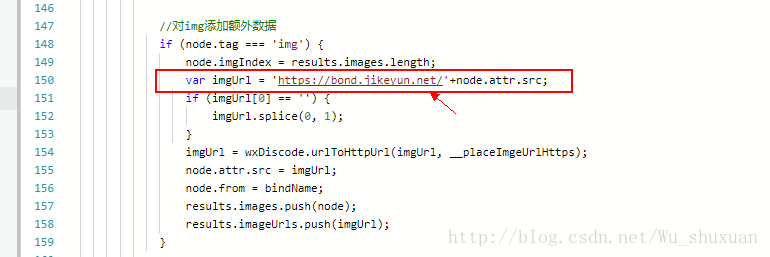 146
147 //对img添加额外数据
148 if (node.tag === 'img') {
149 node.imgIndex = results.images.length;
150 var imgUrl = 'https://bond.jikeyun.net/'+node.attr.src;
151 if (imgUrl[0] == '') {
152 imgUrl.splice(0, 1);
153 }
154 imgUrl = wxDiscode.urlToHttpUrl(imgUrl, __placeImgeUrlHttps);
155 node.attr.src = imgUrl;
156 node.from = bindName;
157 results.images.push(node);
158 results.imageUrls.push(imgUrl);
http://blog.csdn.net/Wu_shuxuan
159 }